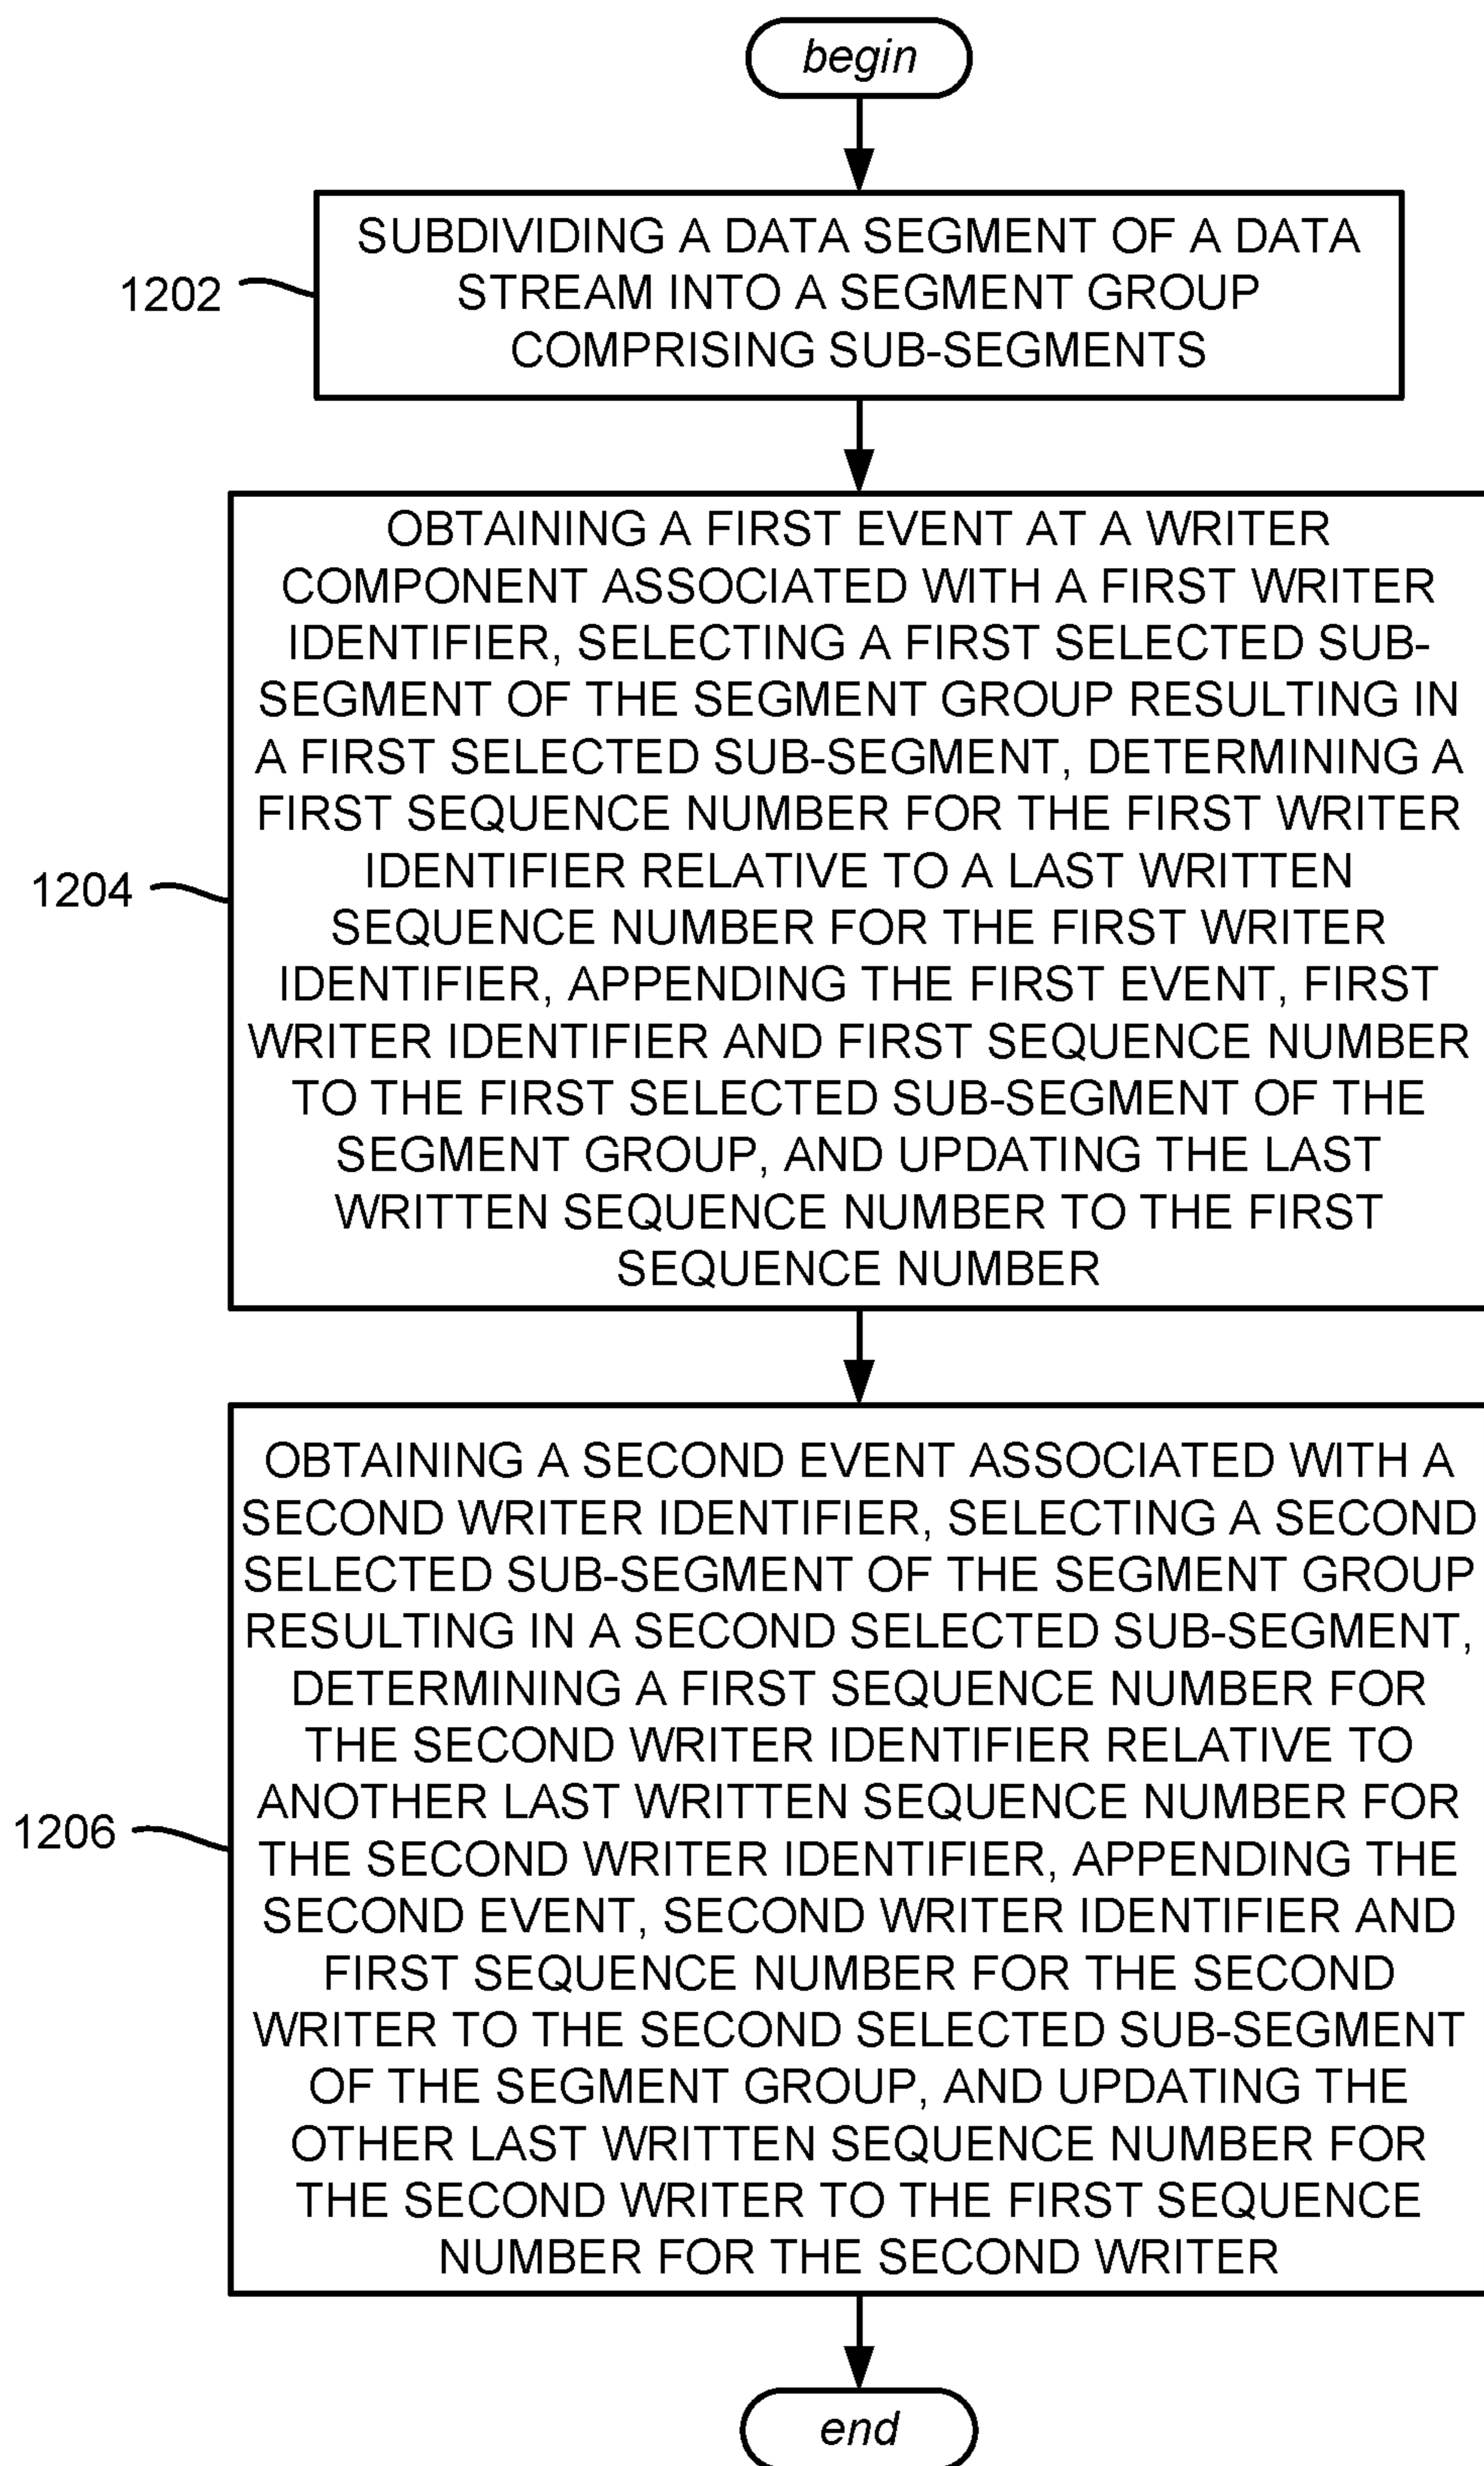 begin
1202
SUBDIVIDING A DATA SEGMENT OF A DATA
STREAM INTO A SEGMENT GROUP
COMPRISING SUB-SEGMENTS
1204
OBTAINING A FIRST EVENT AT A WRITER
COMPONENT ASSOCIATED WITH A FIRST WRITER
IDENTIFIER, SELECTING A FIRST SELECTED SUB-
SEGMENT OF THE SEGMENT GROUP RESULTING IN
A FIRST SELECTED SUB-SEGMENT, DETERMINING A
FIRST SEQUENCE NUMBER FOR THE FIRST WRITER
IDENTIFIER RELATIVE TO A LAST WRITTEN
SEQUENCE NUMBER FOR THE FIRST WRITER
IDENTIFIER, APPENDING THE FIRST EVENT, FIRST
WRITER IDENTIFIER AND FIRST SEQUENCE NUMBER
TO THE FIRST SELECTED SUB-SEGMENT OF THE
SEGMENT GROUP, AND UPDATING THE LAST
WRITTEN SEQUENCE NUMBER TO THE FIRST
SEQUENCE NUMBER
1206
OBTAINING A SECOND EVENT ASSOCIATED WITH A
SECOND WRITER IDENTIFIER, SELECTING A SECOND
SELECTED SUB-SEGMENT OF THE SEGMENT GROUP
RESULTING IN A SECOND SELECTED SUB-SEGMENT,
DETERMINING A FIRST SEQUENCE NUMBER FOR
THE SECOND WRITER IDENTIFIER RELATIVE TO
ANOTHER LAST WRITTEN SEQUENCE NUMBER FOR
THE SECOND WRITER IDENTIFIER, APPENDING THE
SECOND EVENT, SECOND WRITER IDENTIFIER AND
FIRST SEQUENCE NUMBER FOR THE SECOND
WRITER TO THE SECOND SELECTED SUB-SEGMENT
OF THE SEGMENT GROUP, AND UPDATING THE
OTHER LAST WRITTEN SEQUENCE NUMBER FOR
THE SECOND WRITER TO THE FIRST SEQUENCE
NUMBER FOR THE SECOND WRITER
end